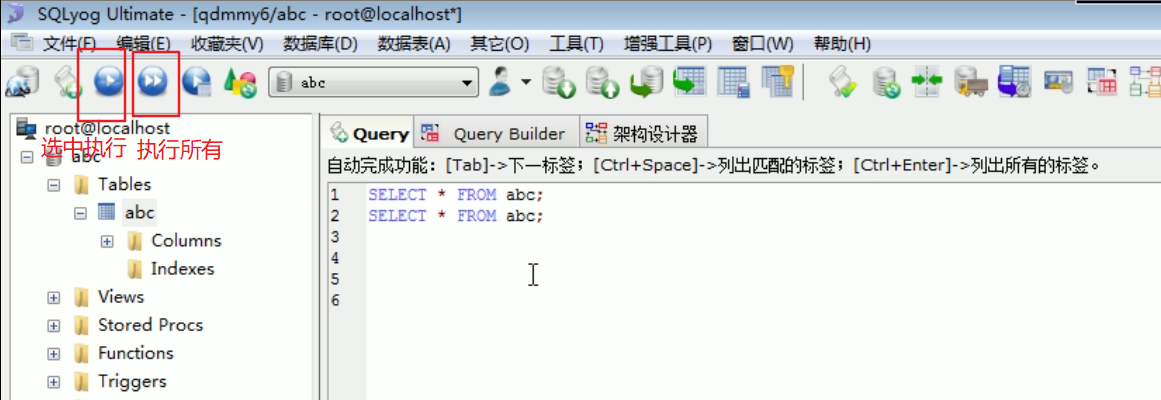 SQLyog Ultimate - [qdmmy6/abc - root@localhost*]
文件(F) 编辑(E) 收藏夹(V) 数据库(D) 数据表(A) 其它(O) 工具(T) 增强工具(P) 窗口(W) 帮助(H)
abc
root@localhost
选中执行 执行所有
abc
Tables
abc
Columns
Indexes
Views
Stored Procs
Functions
Triggers
Query Query Builder 架构设计器
自动完成功能: [Tab]->下一标签; [Ctrl+Space]->列出匹配的标签; [Ctrl+Enter]->列出所有的标签。
1 SELECT * FROM abc;
2 SELECT * FROM abc;
3
4
5
6